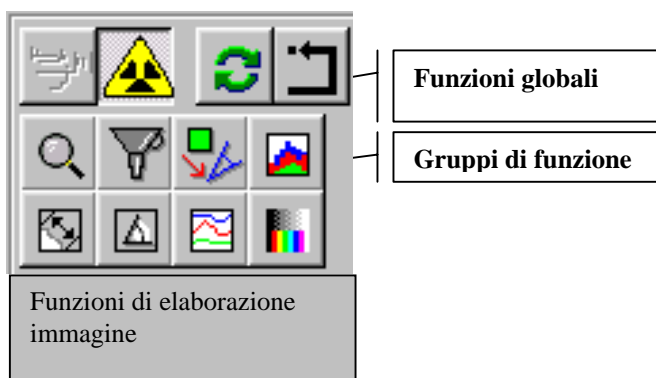 Funzioni globali
Gruppi di funzione
Funzioni di elaborazione
immagine